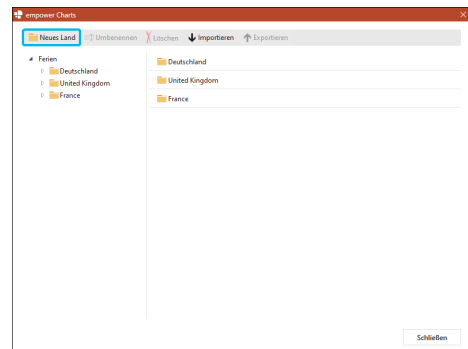 empower Charts
Neues Land Umbenennen Löschen Importieren Exportieren
Ferien
Deutschland
United Kingdom
France
Deutschland
United Kingdom
France
Schließen